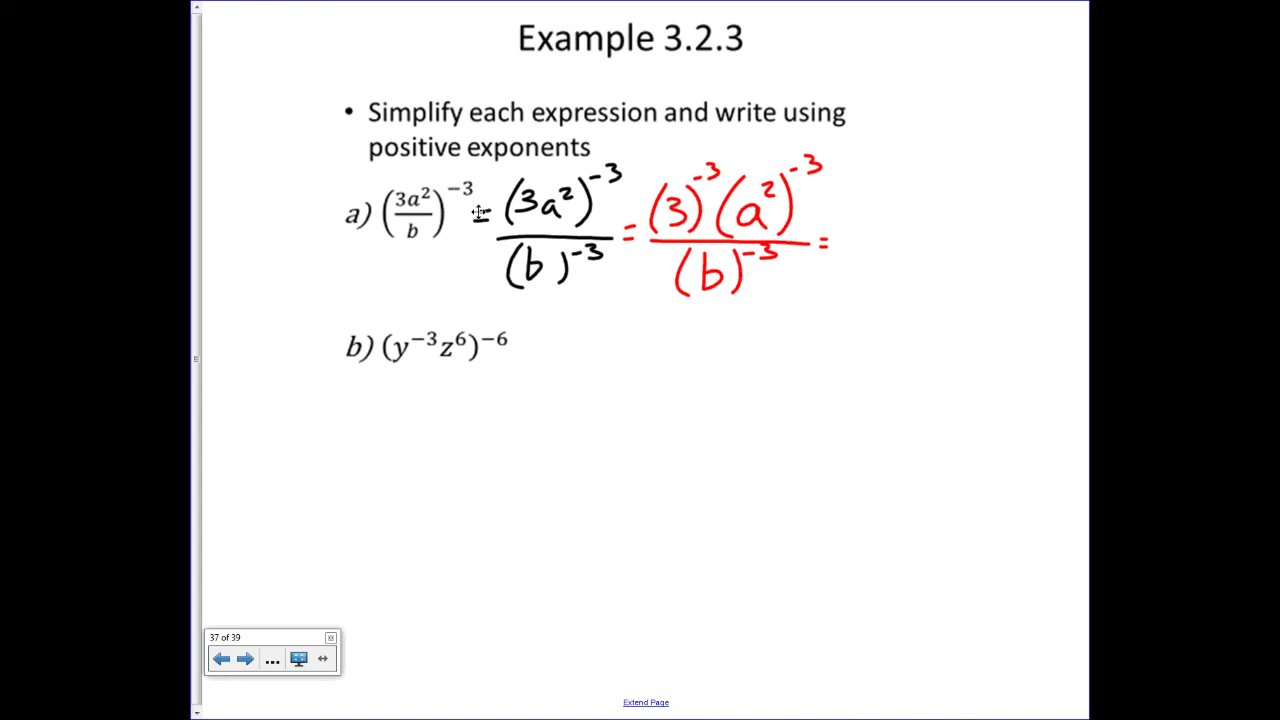 Example 3.2.3
• Simplify each expression and write using
positive exponents
a) (3a²/b)⁻³ = (3a²)⁻³/(b)⁻³ = (3)⁻³(a²)⁻³/(b)⁻³ =
b) (y⁻³z⁶)⁻⁶
37 of 39
...
Extend Page